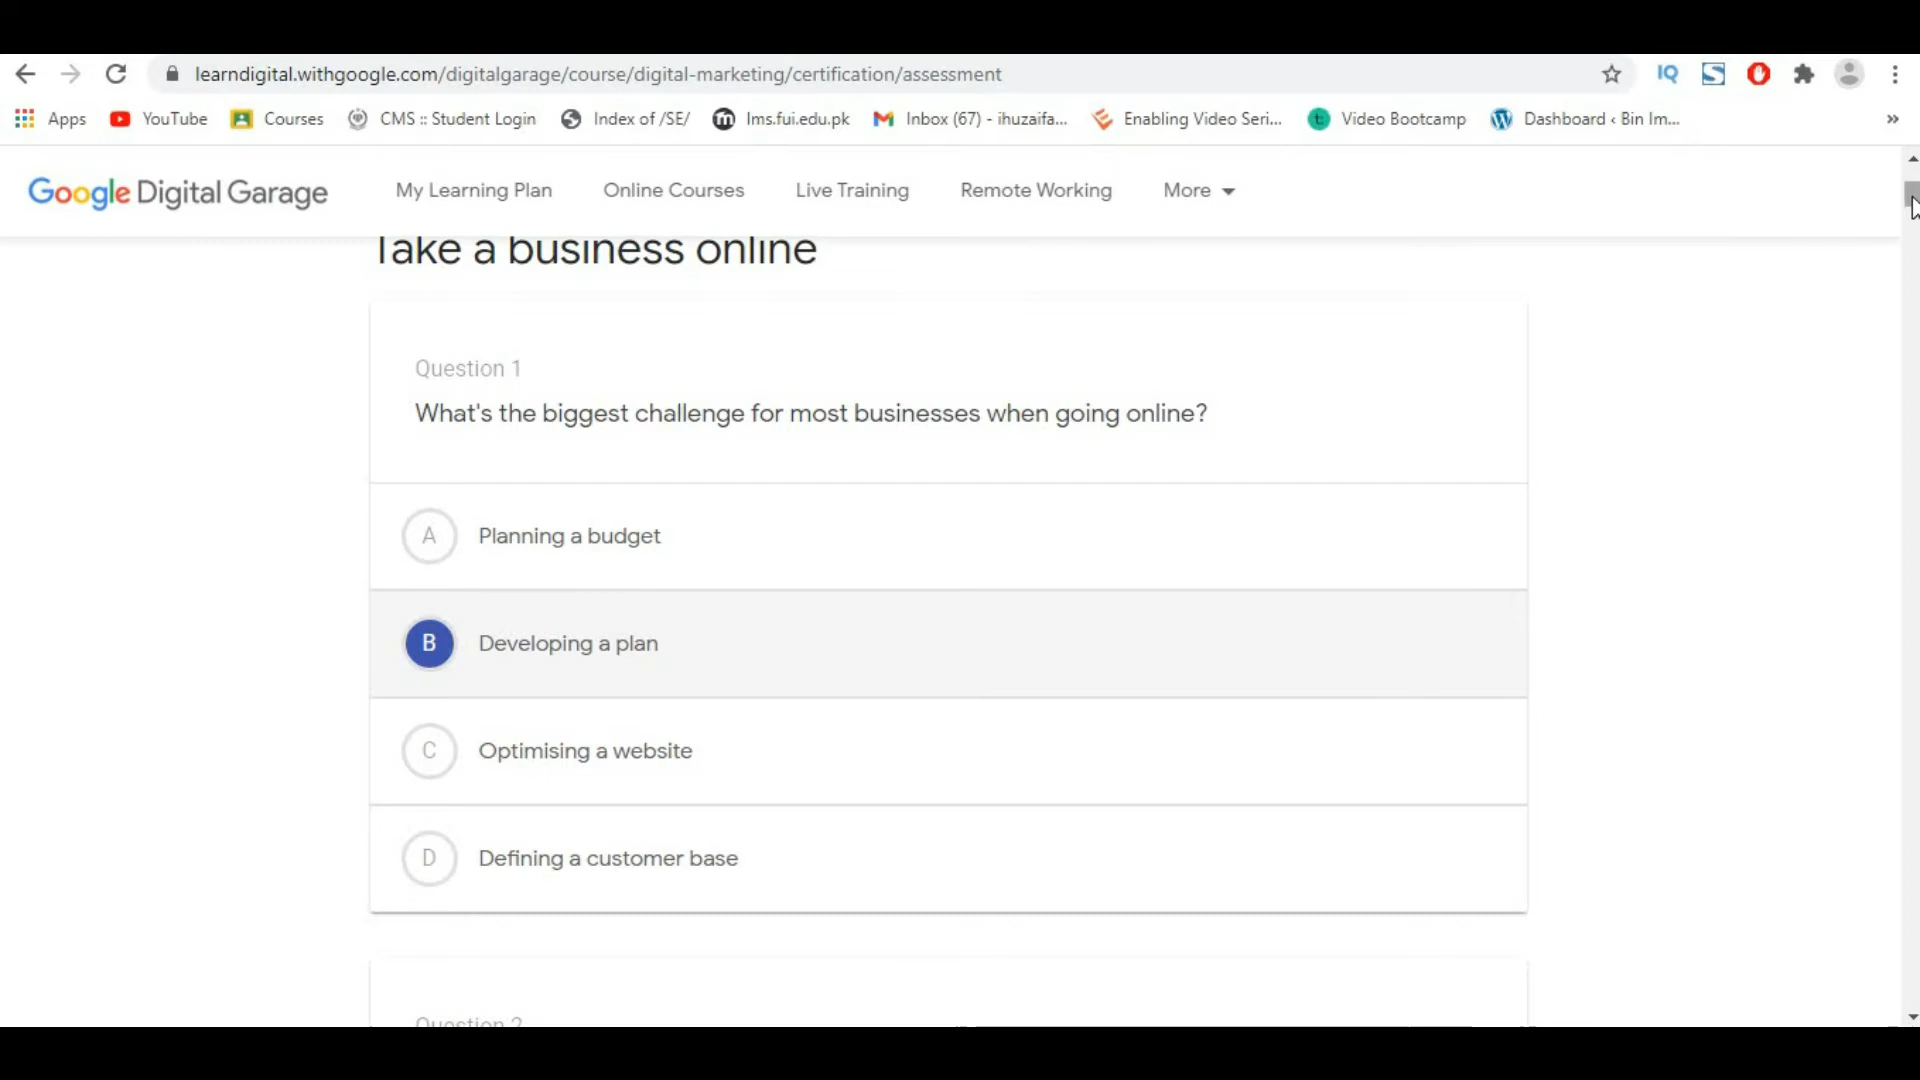 learndigital.withgoogle.com/digitalgarage/course/digital-marketing/certification/assessment
IQ
Apps YouTube Courses CMS :: Student Login Index of /SE/ lms.fui.edu.pk Inbox (67) - ihuzaifa... Enabling Video Seri... Video Bootcamp Dashboard ‹ Bin Im... »
Google Digital Garage My Learning Plan Online Courses Live Training Remote Working More
Take a business online
Question 1
What's the biggest challenge for most businesses when going online?
A Planning a budget
B Developing a plan
C Optimising a website
D Defining a customer base
Question 2